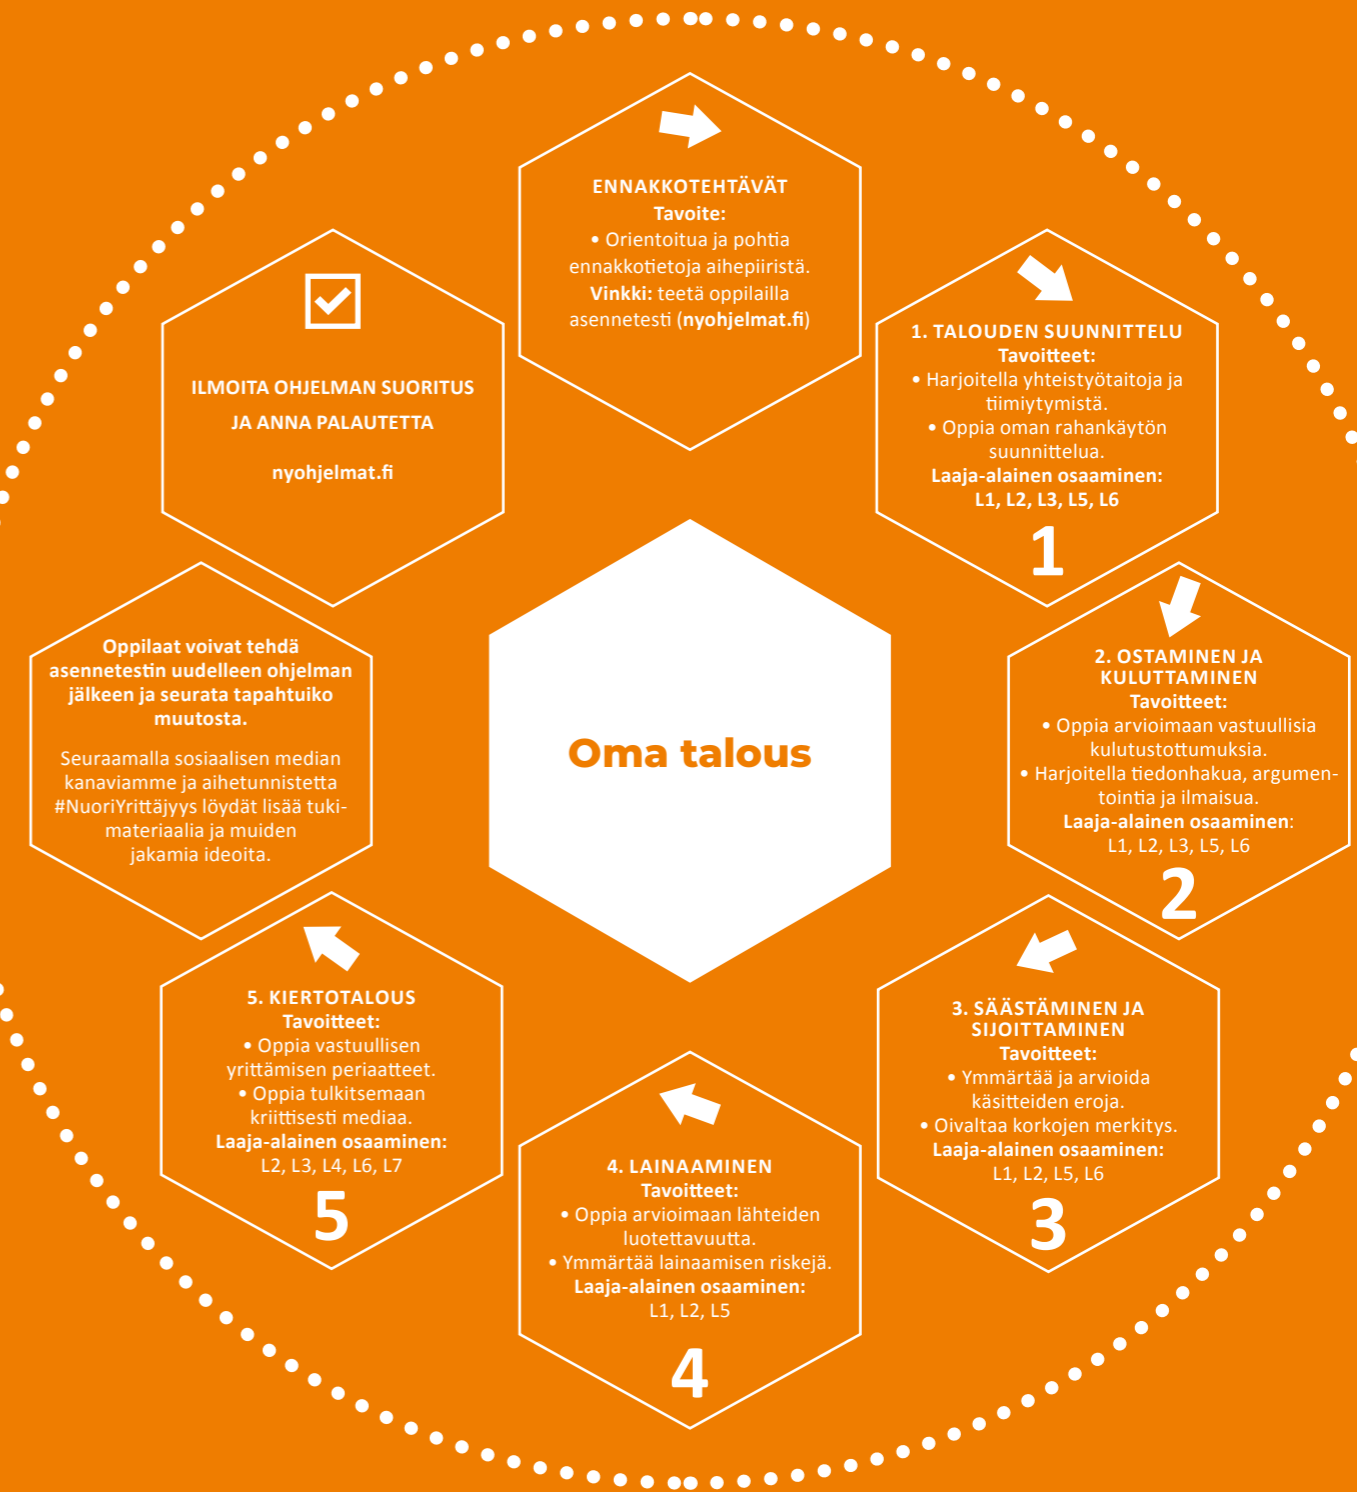 ENNAKKOTEHTÄVÄT
Tavoite:
• Orientoitua ja pohtia
ennakkotietoja aihepiiristä.
Vinkki: teetä oppilailla
asennetesti (nyohjelmat.fi)
1. TALOUDEN SUUNNITTELU
Tavoitteet:
• Harjoitella yhteistyötaitoja ja
tiimiytymistä.
• Oppia oman rahankäytön
suunnittelua.
Laaja-alainen osaaminen:
L1, L2, L3, L5, L6
1
2. OSTAMINEN JA
KULUTTAMINEN
Tavoitteet:
• Oppia arvioimaan vastuullisia
kulutustottumuksia.
• Harjoitella tiedonhakua, argumen-
tointia ja ilmaisua.
Laaja-alainen osaaminen:
L1, L2, L3, L5, L6
2
3. SÄÄSTÄMINEN JA
SIJOITTAMINEN
Tavoitteet:
• Ymmärtää ja arvioida
käsitteiden eroja.
• Oivaltaa korkojen merkitys.
Laaja-alainen osaaminen:
L1, L2, L5, L6
3
4. LAINAAMINEN
Tavoitteet:
• Oppia arvioimaan lähteiden
luotettavuutta.
• Ymmärtää lainaamisen riskejä.
Laaja-alainen osaaminen:
L1, L2, L5
4
5. KIERTOTALOUS
Tavoitteet:
• Oppia vastuullisen
yrittämisen periaatteet.
• Oppia tulkitsemaan
kriittisesti mediaa.
Laaja-alainen osaaminen:
L2, L3, L4, L6, L7
5
Oppilaat voivat tehdä
asennetestin uudelleen ohjelman
jälkeen ja seurata tapahtuiko
muutosta.
Seuraamalla sosiaalisen median
kanaviamme ja aihetunnistetta
#NuoriYrittäjyys löydät lisää tuki-
materiaalia ja muiden
jakamia ideoita.
ILMOITA OHJELMAN SUORITUS
JA ANNA PALAUTETTA
nyohjelmat.fi
Oma talous